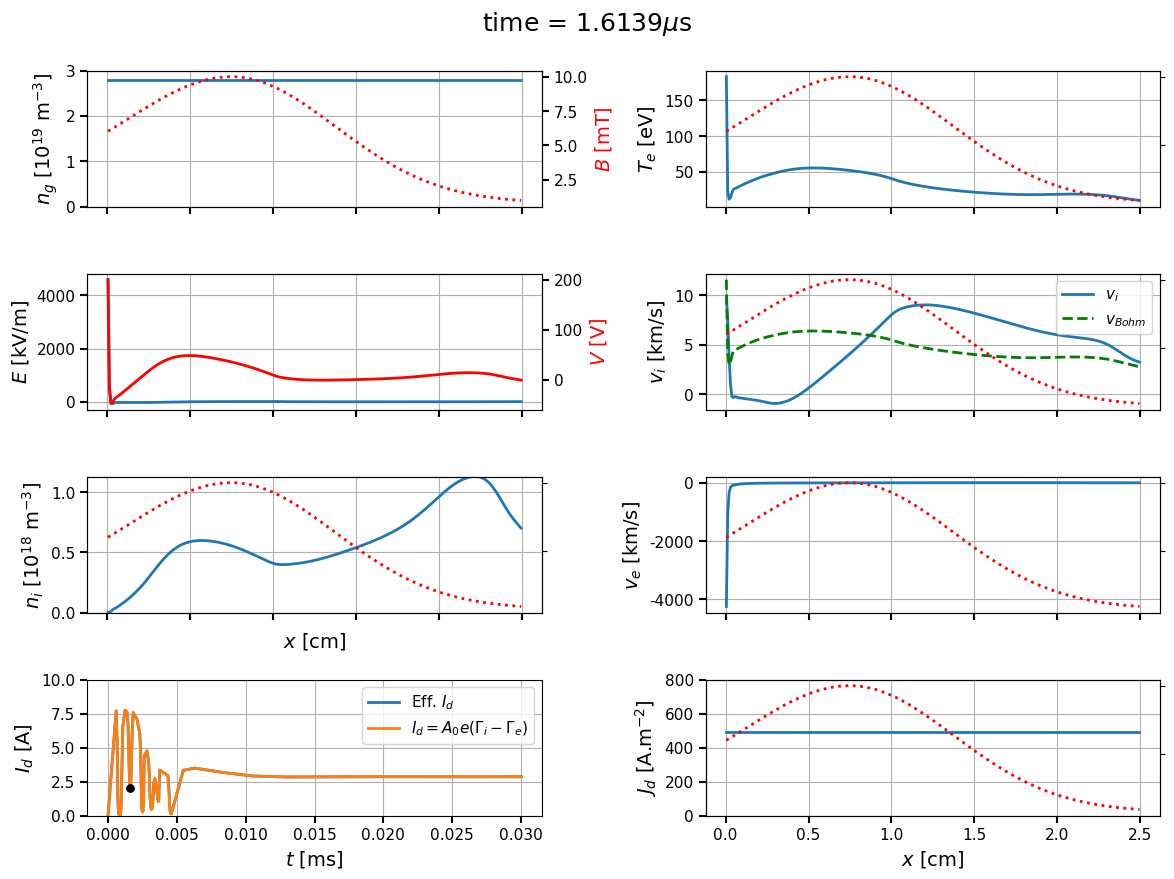 time = 1.6139μs
n_g [10^19 m^−3]
3
2
1
0
10.0
7.5
5.0
2.5
B [mT]
T_e [eV]
150
100
50
E [kV/m]
4000
2000
0
200
100
0
V [V]
v_i [km/s]
10
5
0
v_i
v_Bohm
n_i [10^18 m^−3]
1.0
0.5
0.0
x [cm]
v_e [km/s]
0
-2000
-4000
I_d [A]
10.0
7.5
5.0
2.5
0.0
Eff. I_d
I_d = A_0e(Γ_i − Γ_e)
0.000 0.005 0.010 0.015 0.020 0.025 0.030
t [ms]
J_d [A.m^−2]
800
600
400
200
0
0.0 0.5 1.0 1.5 2.0 2.5
x [cm]